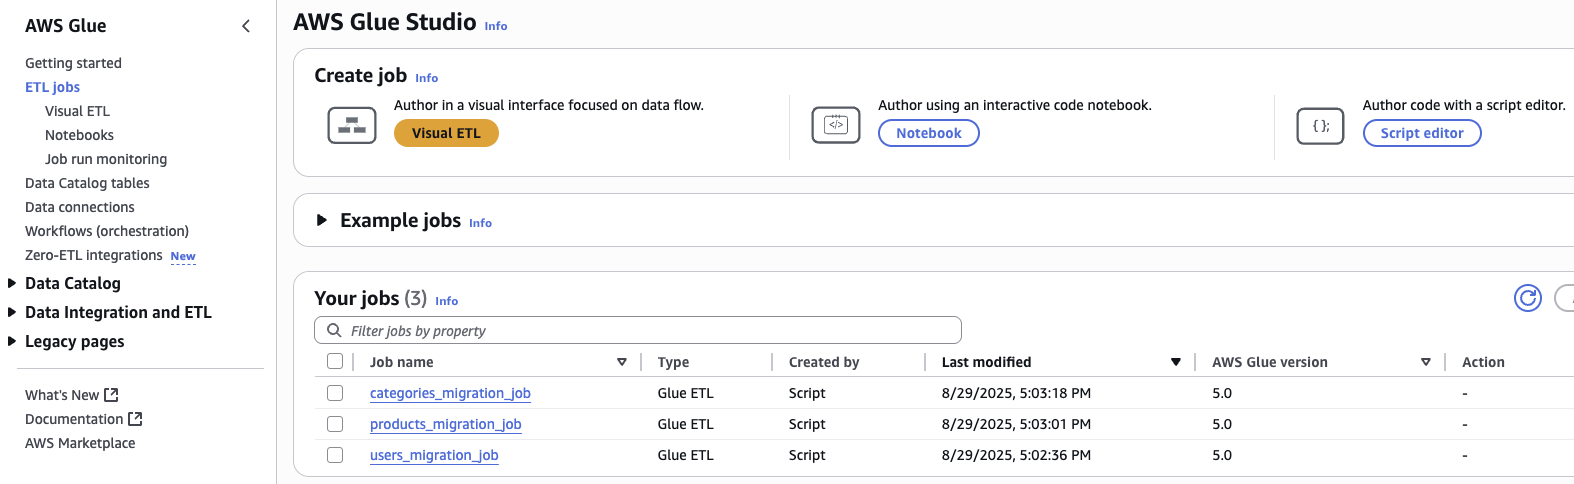 AWS Glue
Getting started
ETL jobs
Visual ETL
Notebooks
Job run monitoring
Data Catalog tables
Data connections
Workflows (orchestration)
Zero-ETL integrations New
Data Catalog
Data Integration and ETL
Legacy pages
What's New
Documentation
AWS Marketplace
AWS Glue Studio Info
Create job Info
Author in a visual interface focused on data flow.
Visual ETL
Author using an interactive code notebook.
Notebook
Author code with a script editor.
Script editor
Example jobs Info
Your jobs (3) Info
Filter jobs by property
Job name Type Created by Last modified AWS Glue version Action
categories_migration_job Glue ETL Script 8/29/2025, 5:03:18 PM 5.0 -
products_migration_job Glue ETL Script 8/29/2025, 5:03:01 PM 5.0 -
users_migration_job Glue ETL Script 8/29/2025, 5:02:36 PM 5.0 -